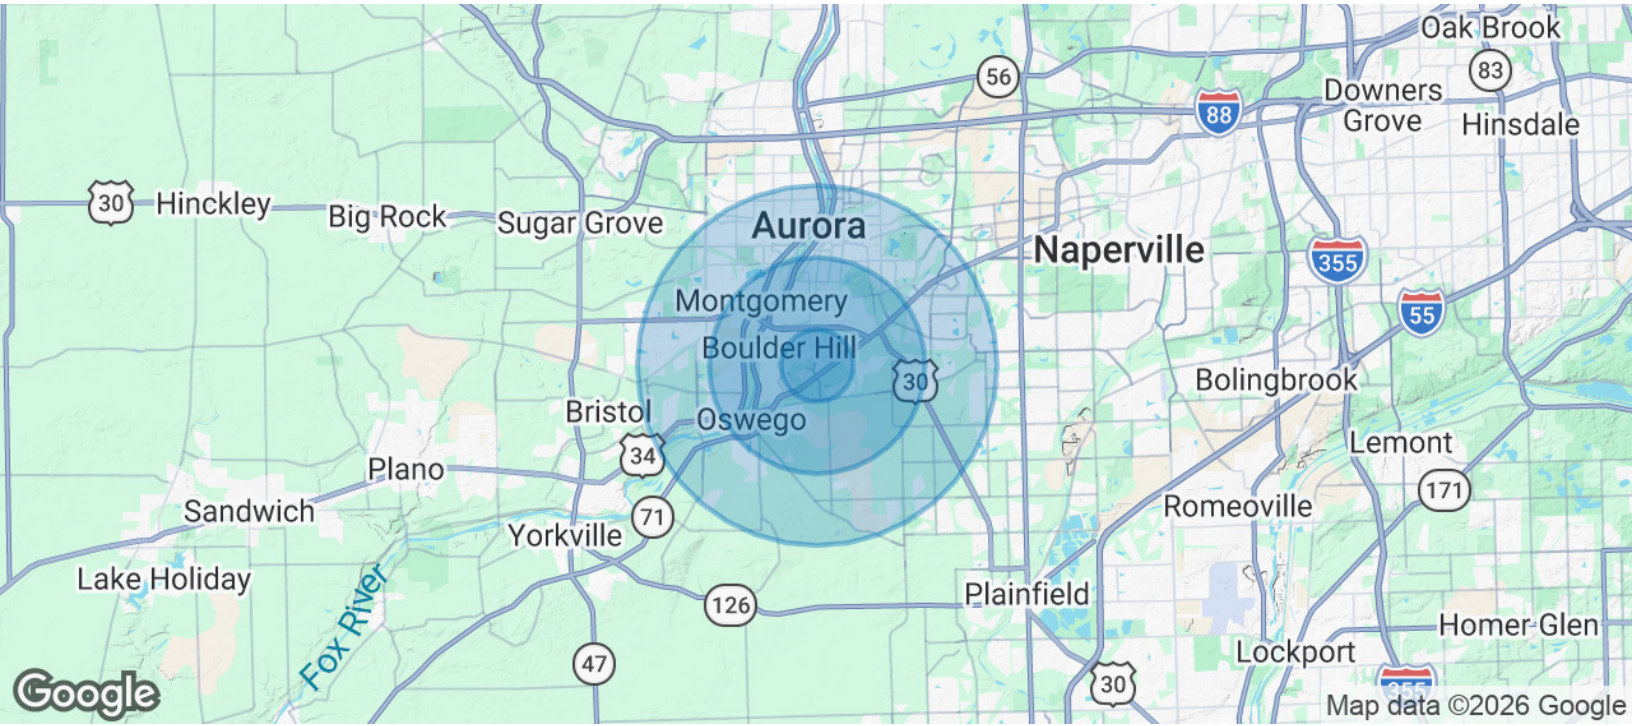 Oak Brook
56
83
88
Downers
Grove
Hinsdale
30
Hinckley
Big Rock
Sugar Grove
Aurora
Naperville
355
Montgomery
55
Boulder Hill
30
Bolingbrook
Bristol
Oswego
34
Lemont
Plano
171
Sandwich
71
Romeoville
Yorkville
Lake Holiday
Fox River
126
Plainfield
Homer Glen
47
Lockport
30
355
Google
Map data ©2026 Google